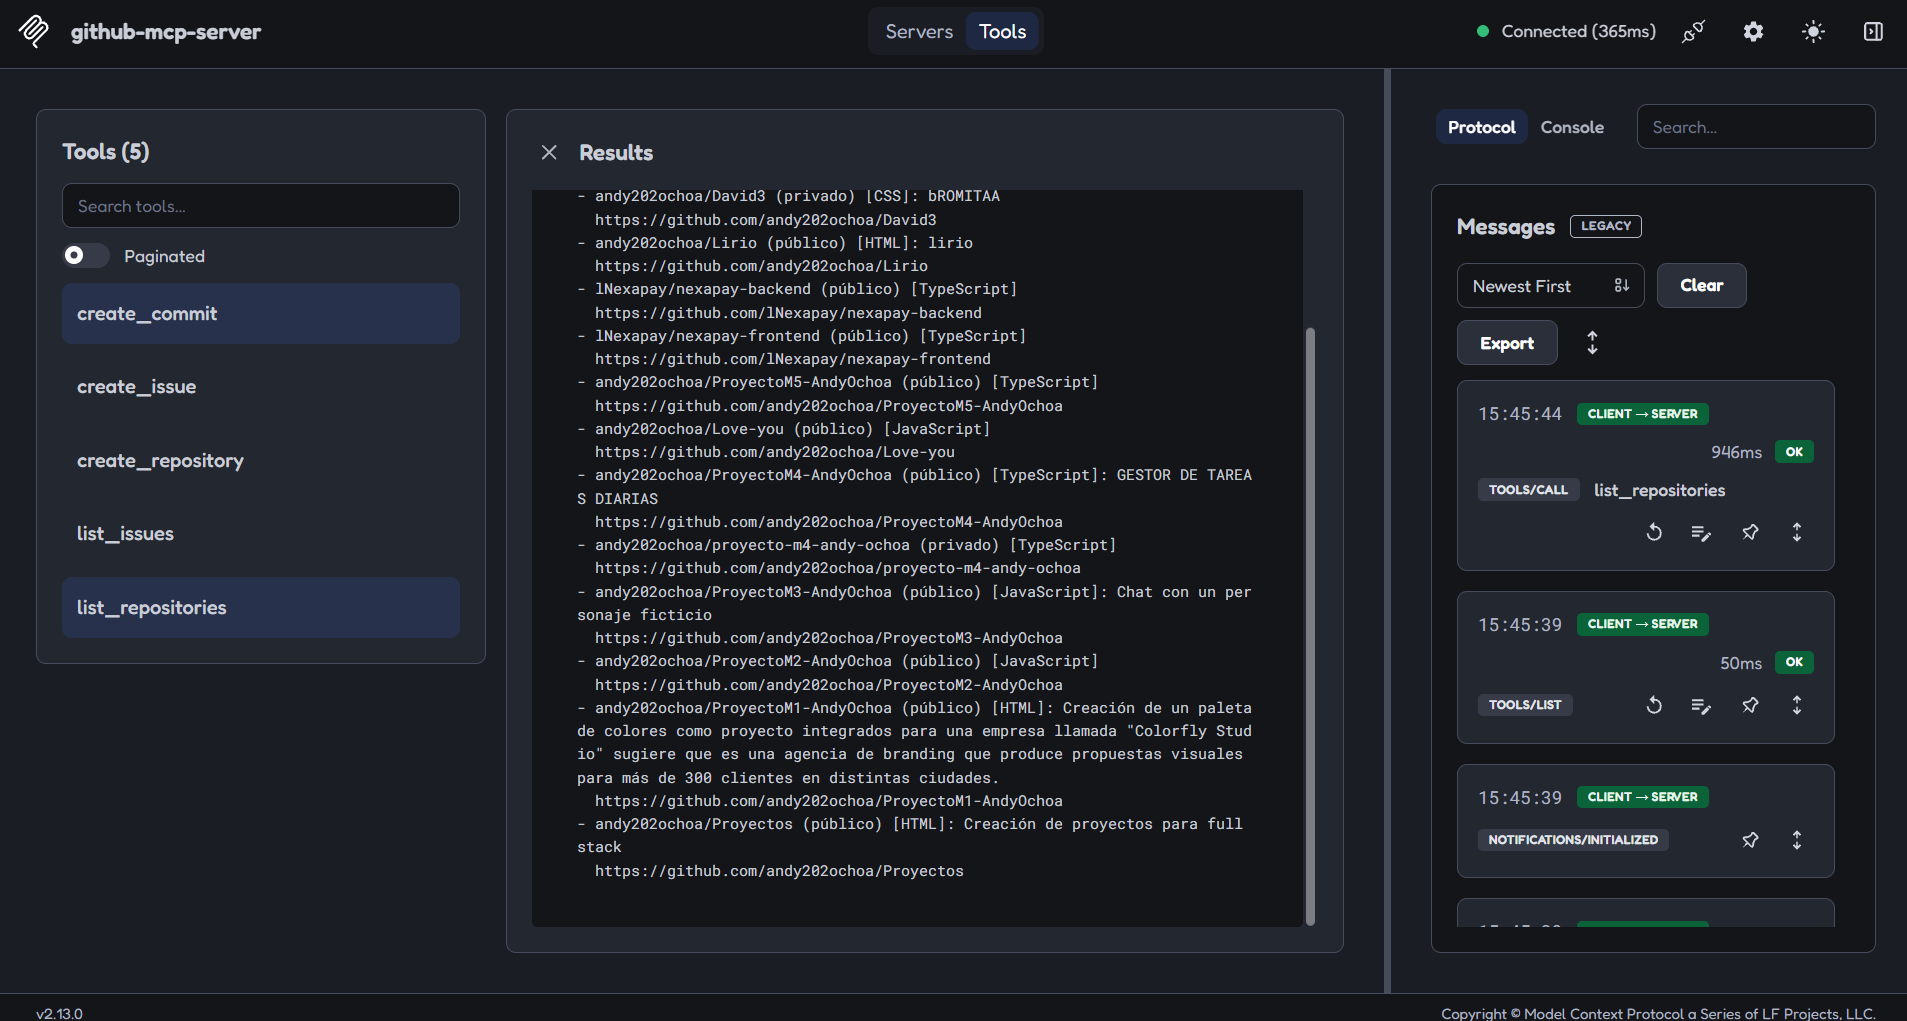 github-mcp-server
Servers Tools
Connected (365ms)
Tools (5)
Search tools...
Paginated
create_commit
create_issue
create_repository
list_issues
list_repositories
Results
- andy202ochoa/David3 (privado) [CSS]: bROMITAA
https://github.com/andy202ochoa/David3
- andy202ochoa/Lirio (público) [HTML]: lirio
https://github.com/andy202ochoa/Lirio
- lNexapay/nexapay-backend (público) [TypeScript]
https://github.com/lNexapay/nexapay-backend
- lNexapay/nexapay-frontend (público) [TypeScript]
https://github.com/lNexapay/nexapay-frontend
- andy202ochoa/ProyectoM5-AndyOchoa (público) [TypeScript]
https://github.com/andy202ochoa/ProyectoM5-AndyOchoa
- andy202ochoa/Love-you (público) [JavaScript]
https://github.com/andy202ochoa/Love-you
- andy202ochoa/ProyectoM4-AndyOchoa (público) [TypeScript]: GESTOR DE TAREA
S DIARIAS
https://github.com/andy202ochoa/ProyectoM4-AndyOchoa
- andy202ochoa/proyecto-m4-andy-ochoa (privado) [TypeScript]
https://github.com/andy202ochoa/proyecto-m4-andy-ochoa
- andy202ochoa/ProyectoM3-AndyOchoa (público) [JavaScript]: Chat con un per
sonaje ficticio
https://github.com/andy202ochoa/ProyectoM3-AndyOchoa
- andy202ochoa/ProyectoM2-AndyOchoa (público) [JavaScript]
https://github.com/andy202ochoa/ProyectoM2-AndyOchoa
- andy202ochoa/ProyectoM1-AndyOchoa (público) [HTML]: Creación de un paleta
de colores como proyecto integrados para una empresa llamada "Colorfly Stud
io" sugiere que es una agencia de branding que produce propuestas visuales
para más de 300 clientes en distintas ciudades.
https://github.com/andy202ochoa/ProyectoM1-AndyOchoa
- andy202ochoa/Proyectos (público) [HTML]: Creación de proyectos para full
stack
https://github.com/andy202ochoa/Proyectos
Protocol Console
Search...
Messages LEGACY
Newest First
Clear
Export
15:45:44 CLIENT → SERVER
946ms OK
TOOLS/CALL list_repositories
15:45:39 CLIENT → SERVER
50ms OK
TOOLS/LIST
15:45:39 CLIENT → SERVER
NOTIFICATIONS/INITIALIZED
v2.13.0
Copyright © Model Context Protocol a Series of LF Projects, LLC.